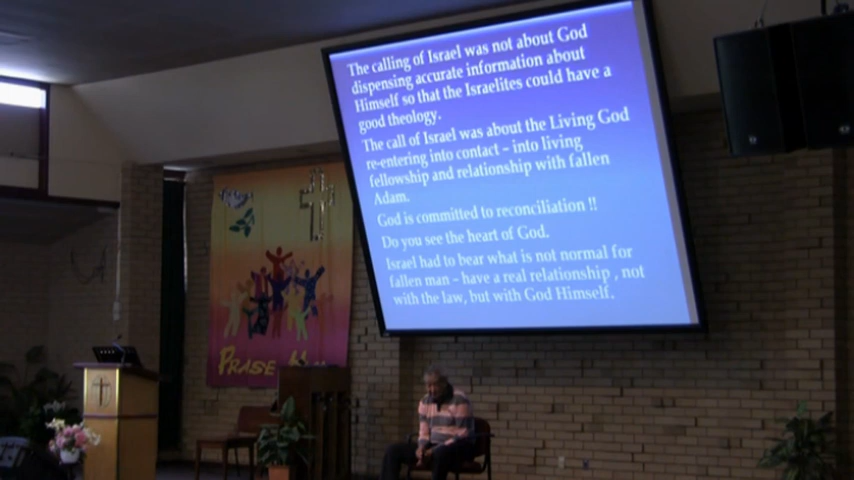 The calling of Israel was not about God
dispensing accurate information about
Himself so that the Israelites could have a
good theology.
The call of Israel was about the Living God
re-entering into contact – into living
fellowship and relationship with fallen
Adam.
God is committed to reconciliation !!
Do you see the heart of God.
Israel had to bear what is not normal for
fallen man – have a real relationship , not
with the law, but with God Himself.
PRAISE